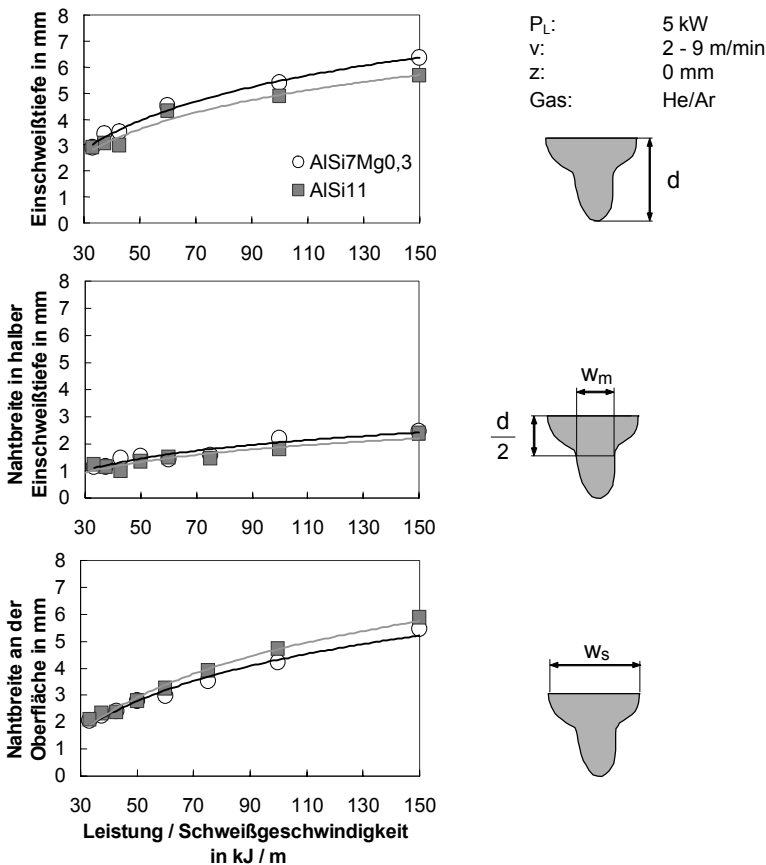 8
7
6
5
4
3
2
1
0
Einschweißtiefe in mm
30 50 70 90 110 130 150
AlSi7Mg0,3
AlSi11
P_L: 5 kW
v: 2 - 9 m/min
z: 0 mm
Gas: He/Ar
d
8
7
6
5
4
3
2
1
0
Nahtbreite in halber
Einschweißtiefe in mm
30 50 70 90 110 130 150
w_m
d
2
8
7
6
5
4
3
2
1
0
Nahtbreite an der
Oberfläche in mm
30 50 70 90 110 130 150
Leistung / Schweißgeschwindigkeit
in kJ / m
w_s